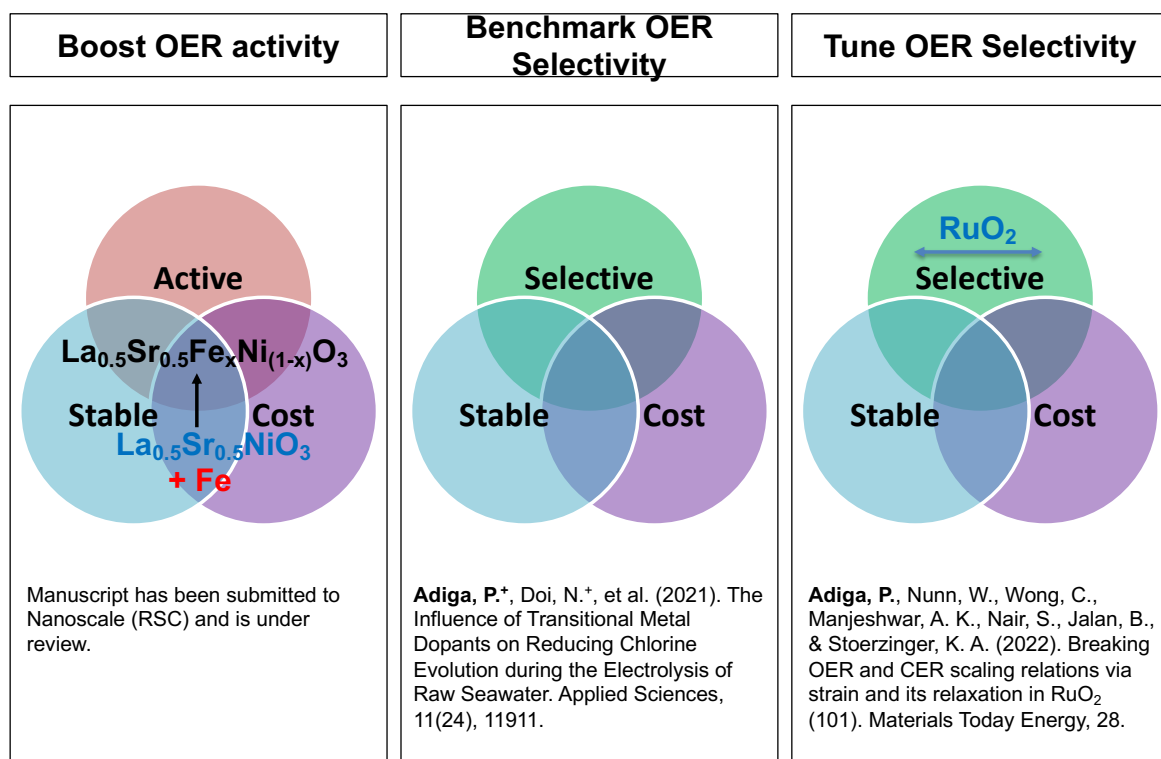 Boost OER activity
Active
La₀.₅Sr₀.₅FeₓNi₍₁₋ₓ₎O₃
Stable
Cost
La₀.₅Sr₀.₅NiO₃
+ Fe
Manuscript has been submitted to
Nanoscale (RSC) and is under
review.
Benchmark OER
Selectivity
Selective
Stable
Cost
Adiga, P.⁺, Doi, N.⁺, et al. (2021). The
Influence of Transitional Metal
Dopants on Reducing Chlorine
Evolution during the Electrolysis of
Raw Seawater. Applied Sciences,
11(24), 11911.
Tune OER Selectivity
RuO₂
Selective
Stable
Cost
Adiga, P., Nunn, W., Wong, C.,
Manjeshwar, A. K., Nair, S., Jalan, B.,
& Stoerzinger, K. A. (2022). Breaking
OER and CER scaling relations via
strain and its relaxation in RuO₂
(101). Materials Today Energy, 28.